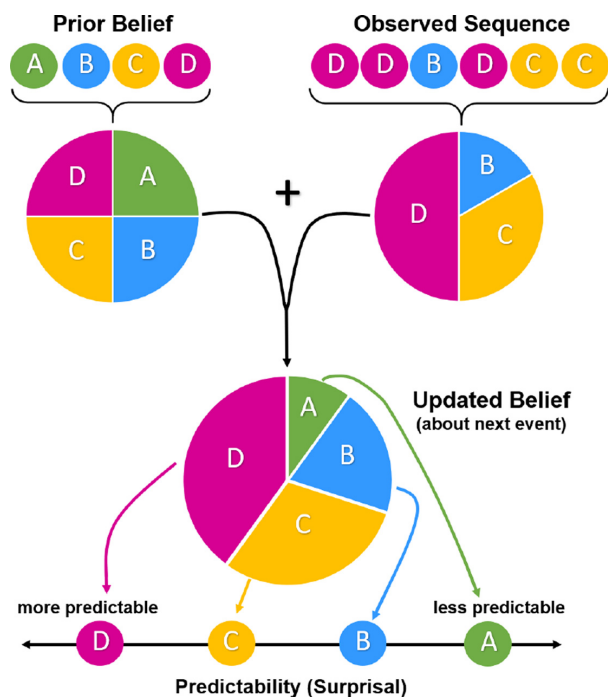 Prior Belief
A B C D
Observed Sequence
D D B D C C
D A
C B
+
B
D
C
A
B
D
C
Updated Belief
(about next event)
more predictable
less predictable
D C B A
Predictability (Surprisal)